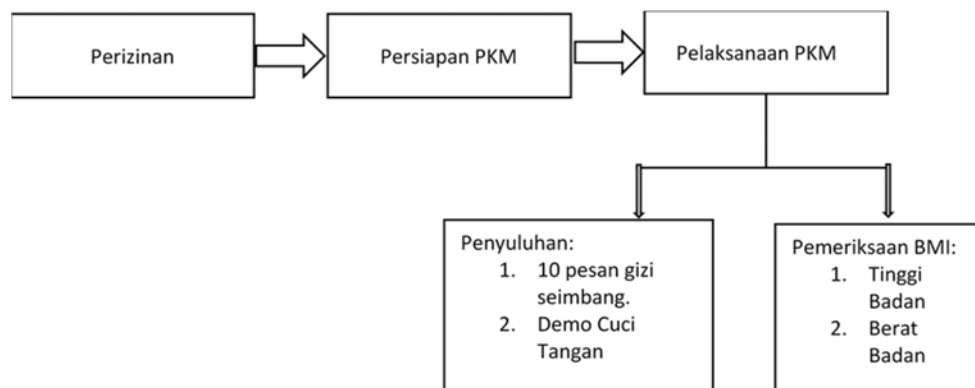 Perizinan
Persiapan PKM
Pelaksanaan PKM
Penyuluhan:
1. 10 pesan gizi
seimbang.
2. Demo Cuci
Tangan
Pemeriksaan BMI:
1. Tinggi
Badan
2. Berat
Badan